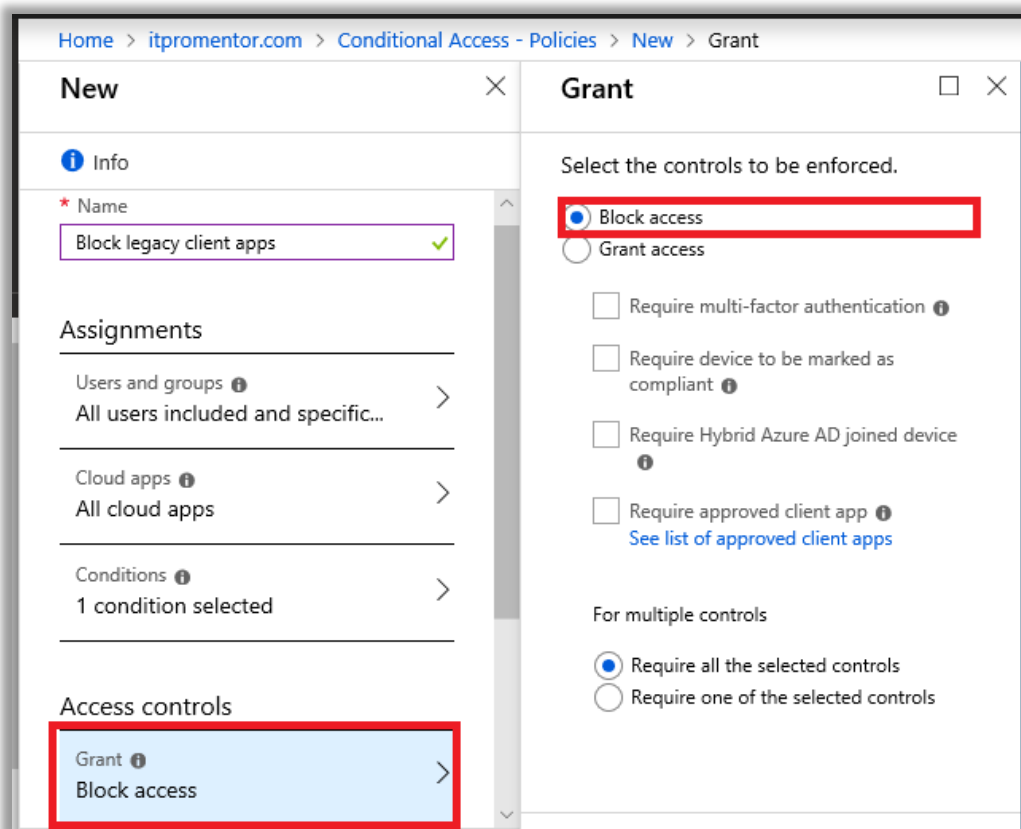 Home > itpromentor.com > Conditional Access - Policies > New > Grant
New
Info
* Name
Block legacy client apps
Assignments
Users and groups
All users included and specific...
Cloud apps
All cloud apps
Conditions
1 condition selected
Access controls
Grant
Block access
Grant
Select the controls to be enforced.
Block access
Grant access
Require multi-factor authentication
Require device to be marked as
compliant
Require Hybrid Azure AD joined device
Require approved client app
See list of approved client apps
For multiple controls
Require all the selected controls
Require one of the selected controls